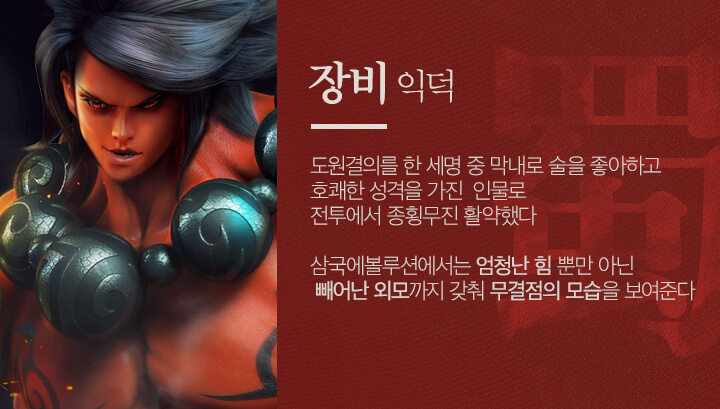 장비 익덕
도원결의를 한 세명 중 막내로 술을 좋아하고
호쾌한 성격을 가진 인물로
전투에서 종횡무진 활약했다
삼국에볼루션에서는 엄청난 힘 뿐만 아닌
빼어난 외모까지 갖춰 무결점의 모습을 보여준다
蜀